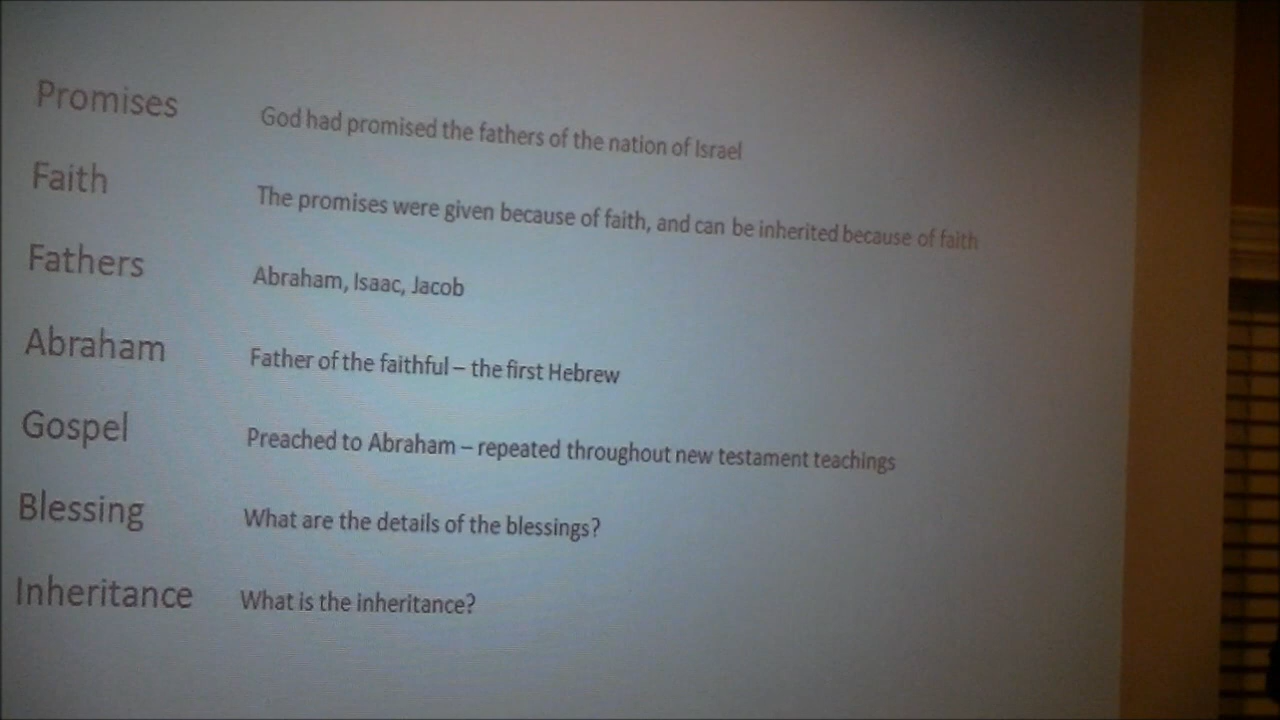 Promises God had promised the fathers of the nation of Israel
Faith The promises were given because of faith, and can be inherited because of faith
Fathers Abraham, Isaac, Jacob
Abraham Father of the faithful – the first Hebrew
Gospel Preached to Abraham – repeated throughout new testament teachings
Blessing What are the details of the blessings?
Inheritance What is the inheritance?